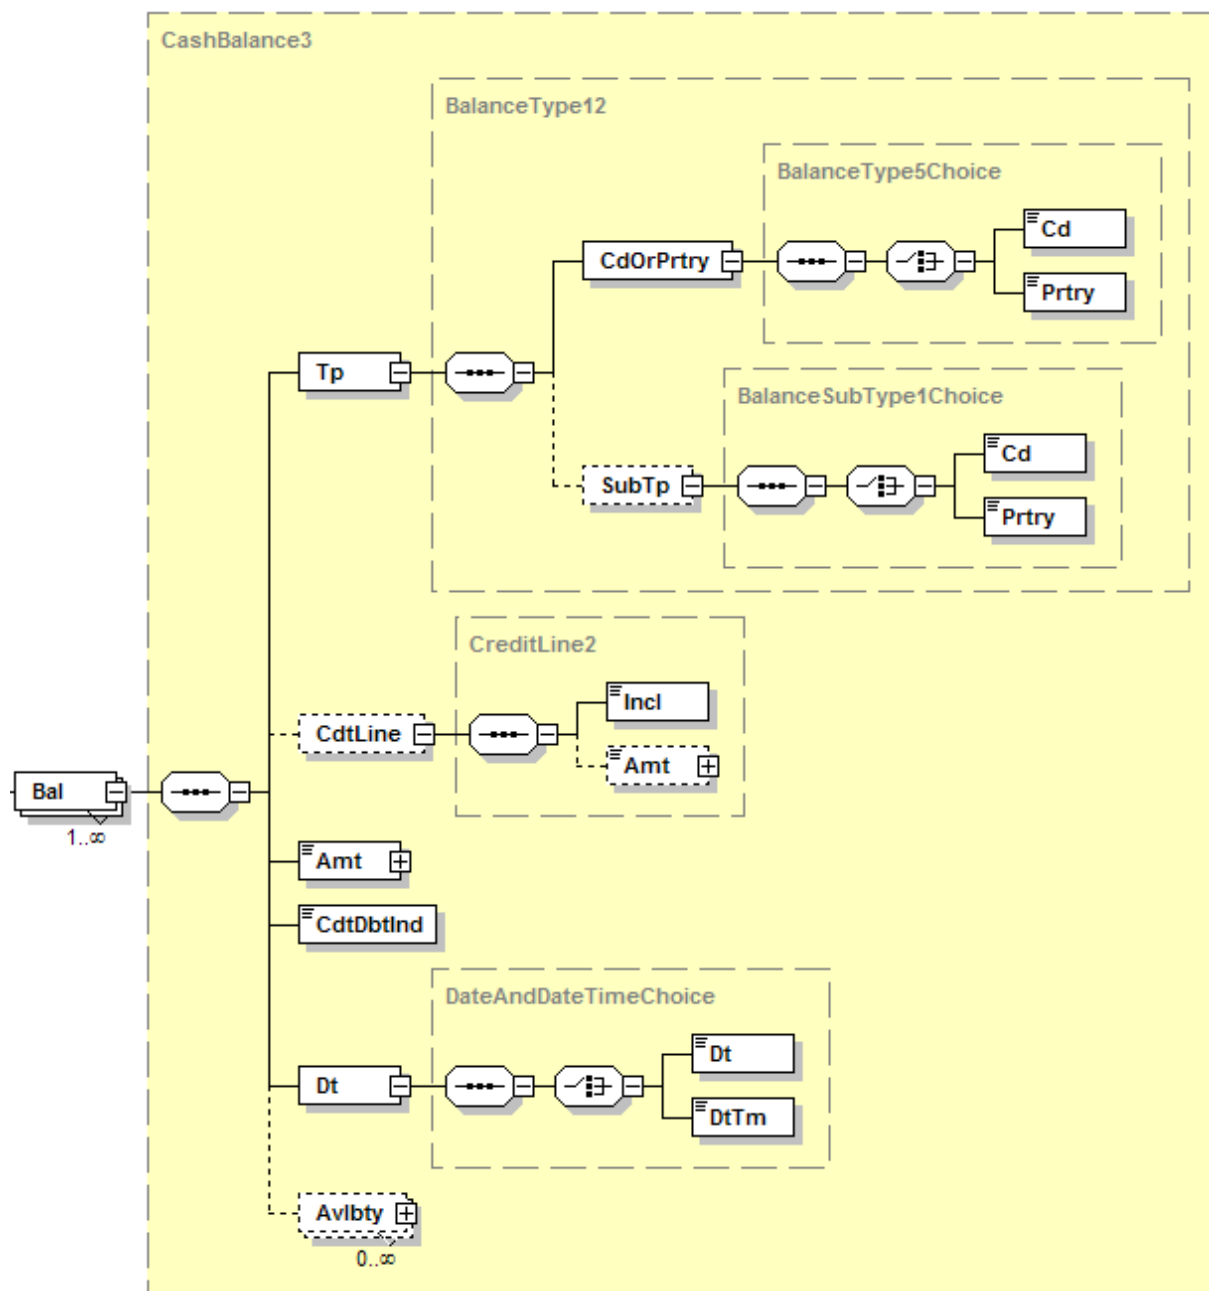 CashBalance3
BalanceType12
BalanceType5Choice
Cd
CdOrPrtry
Prtry
Tp
BalanceSubType1Choice
Cd
SubTp
Prtry
CreditLine2
Incl
CdtLine
Amt
Bal
1..∞
Amt
CdtDbtInd
DateAndDateTimeChoice
Dt
Dt
DtTm
Avlbty
0..∞